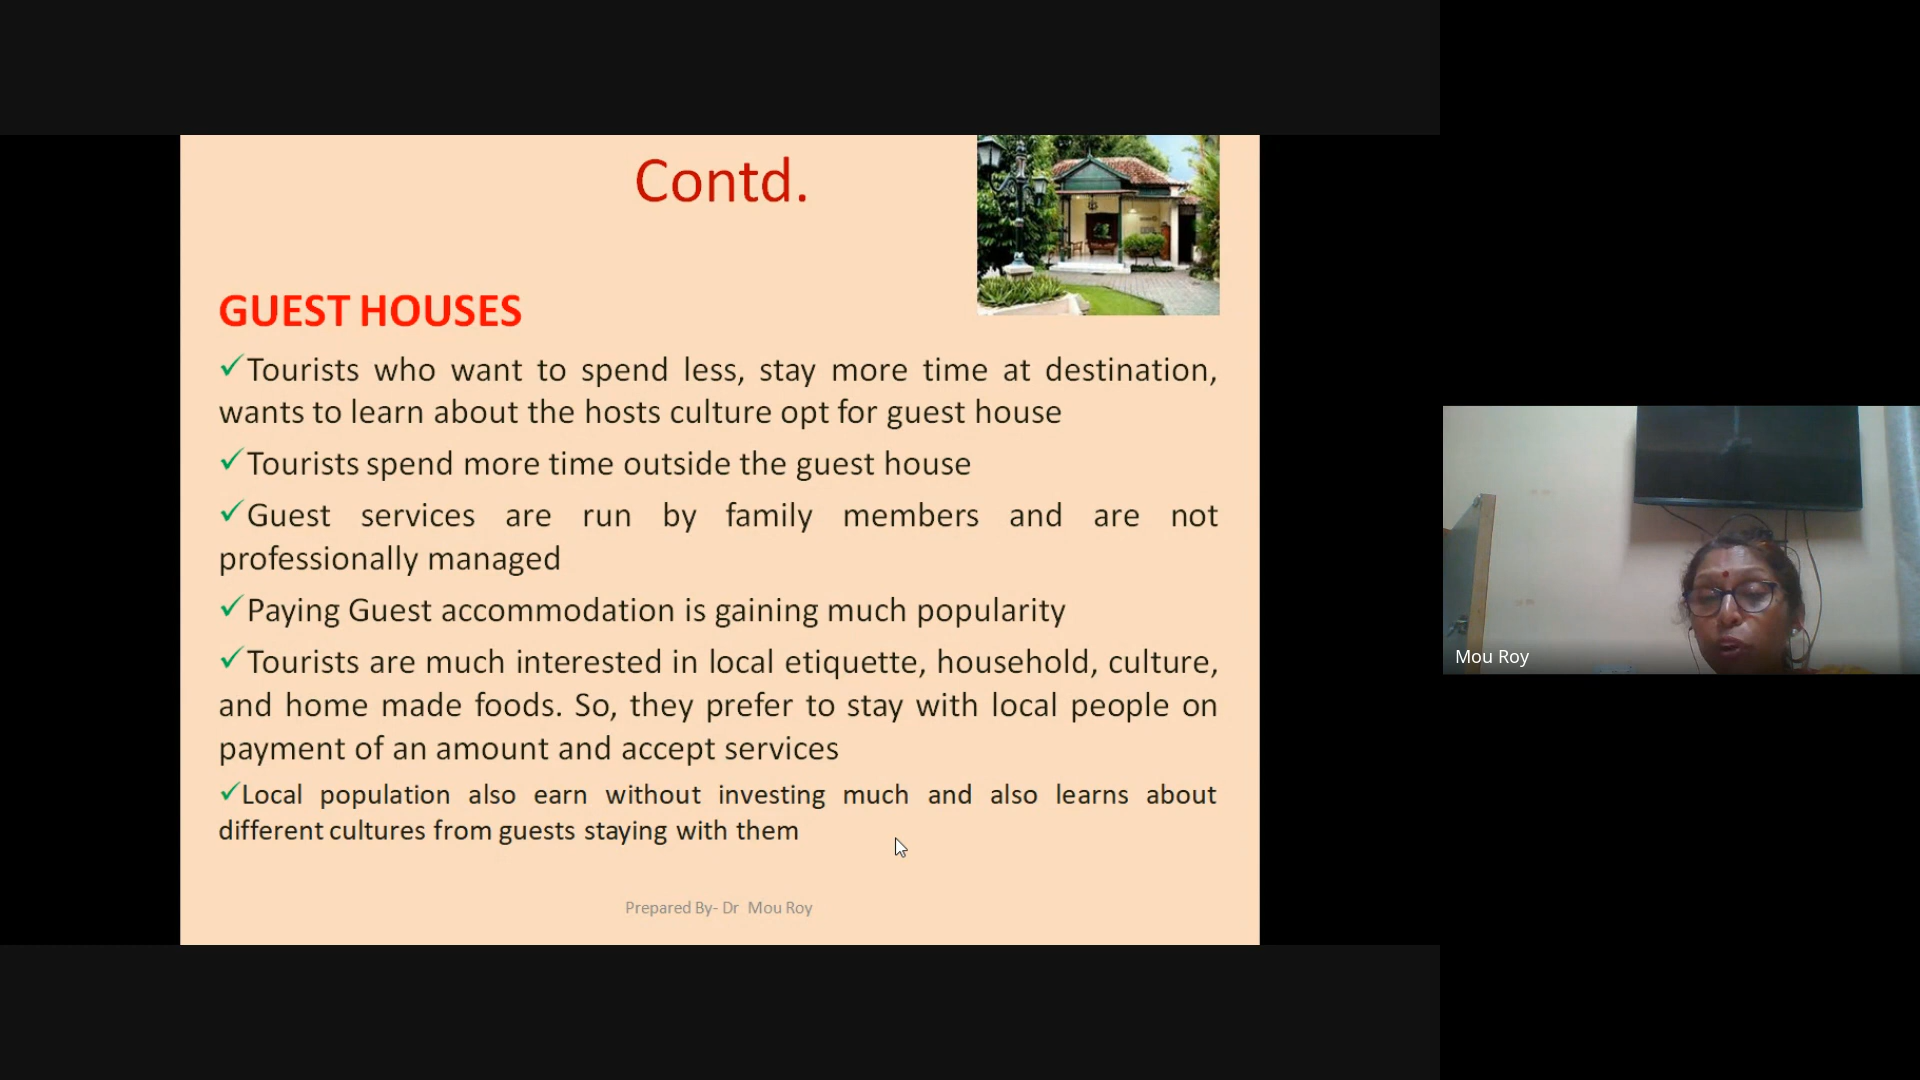 Contd.
GUEST HOUSES
✓Tourists who want to spend less, stay more time at destination,
wants to learn about the hosts culture opt for guest house
✓Tourists spend more time outside the guest house
✓Guest services are run by family members and are not
professionally managed
✓Paying Guest accommodation is gaining much popularity
✓Tourists are much interested in local etiquette, household, culture,
and home made foods. So, they prefer to stay with local people on
payment of an amount and accept services
✓Local population also earn without investing much and also learns about
different cultures from guests staying with them
Prepared By- Dr Mou Roy
Mou Roy